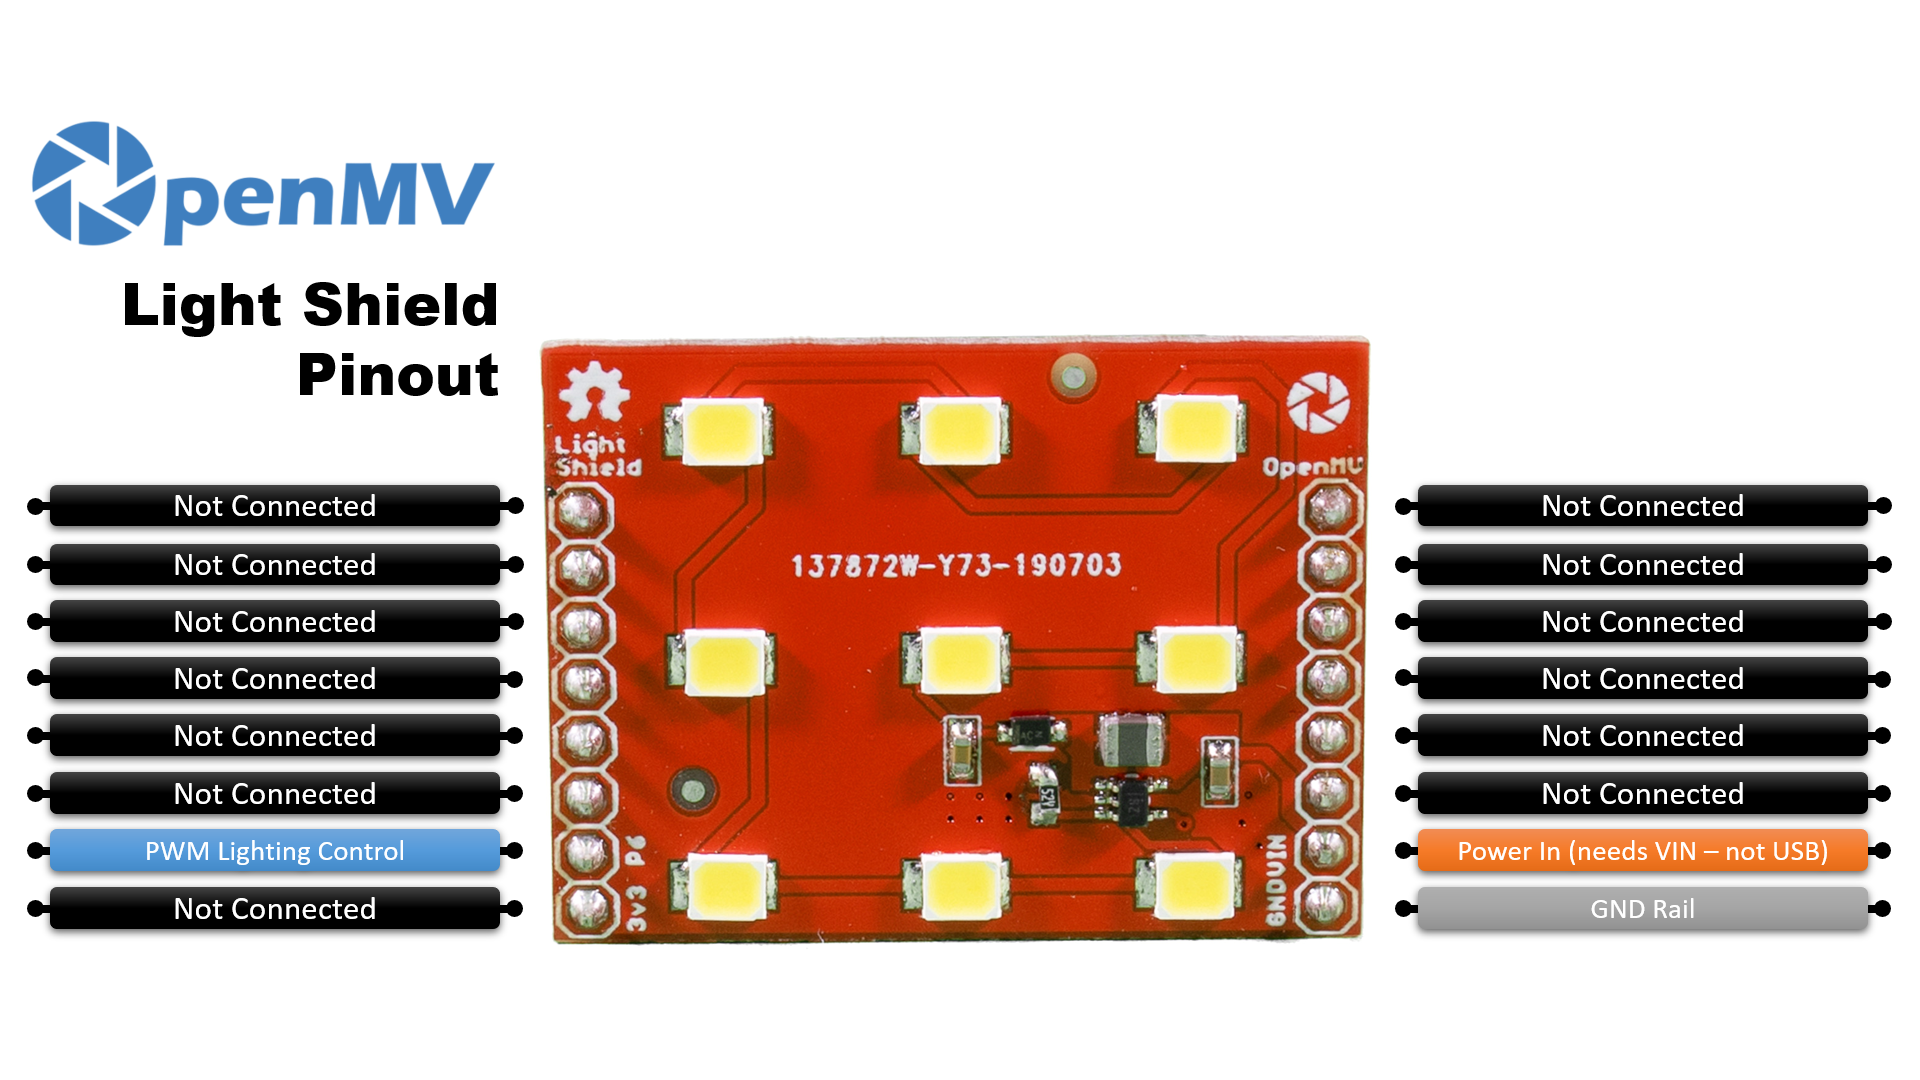 OpenMV
Light Shield
Pinout
Not Connected
Not Connected
Not Connected
Not Connected
Not Connected
Not Connected
PWM Lighting Control
Not Connected
Light
Shield
OpenMV
137872W-Y73-190703
P6
3v3
VIN
GND
Not Connected
Not Connected
Not Connected
Not Connected
Not Connected
Not Connected
Power In (needs VIN – not USB)
GND Rail